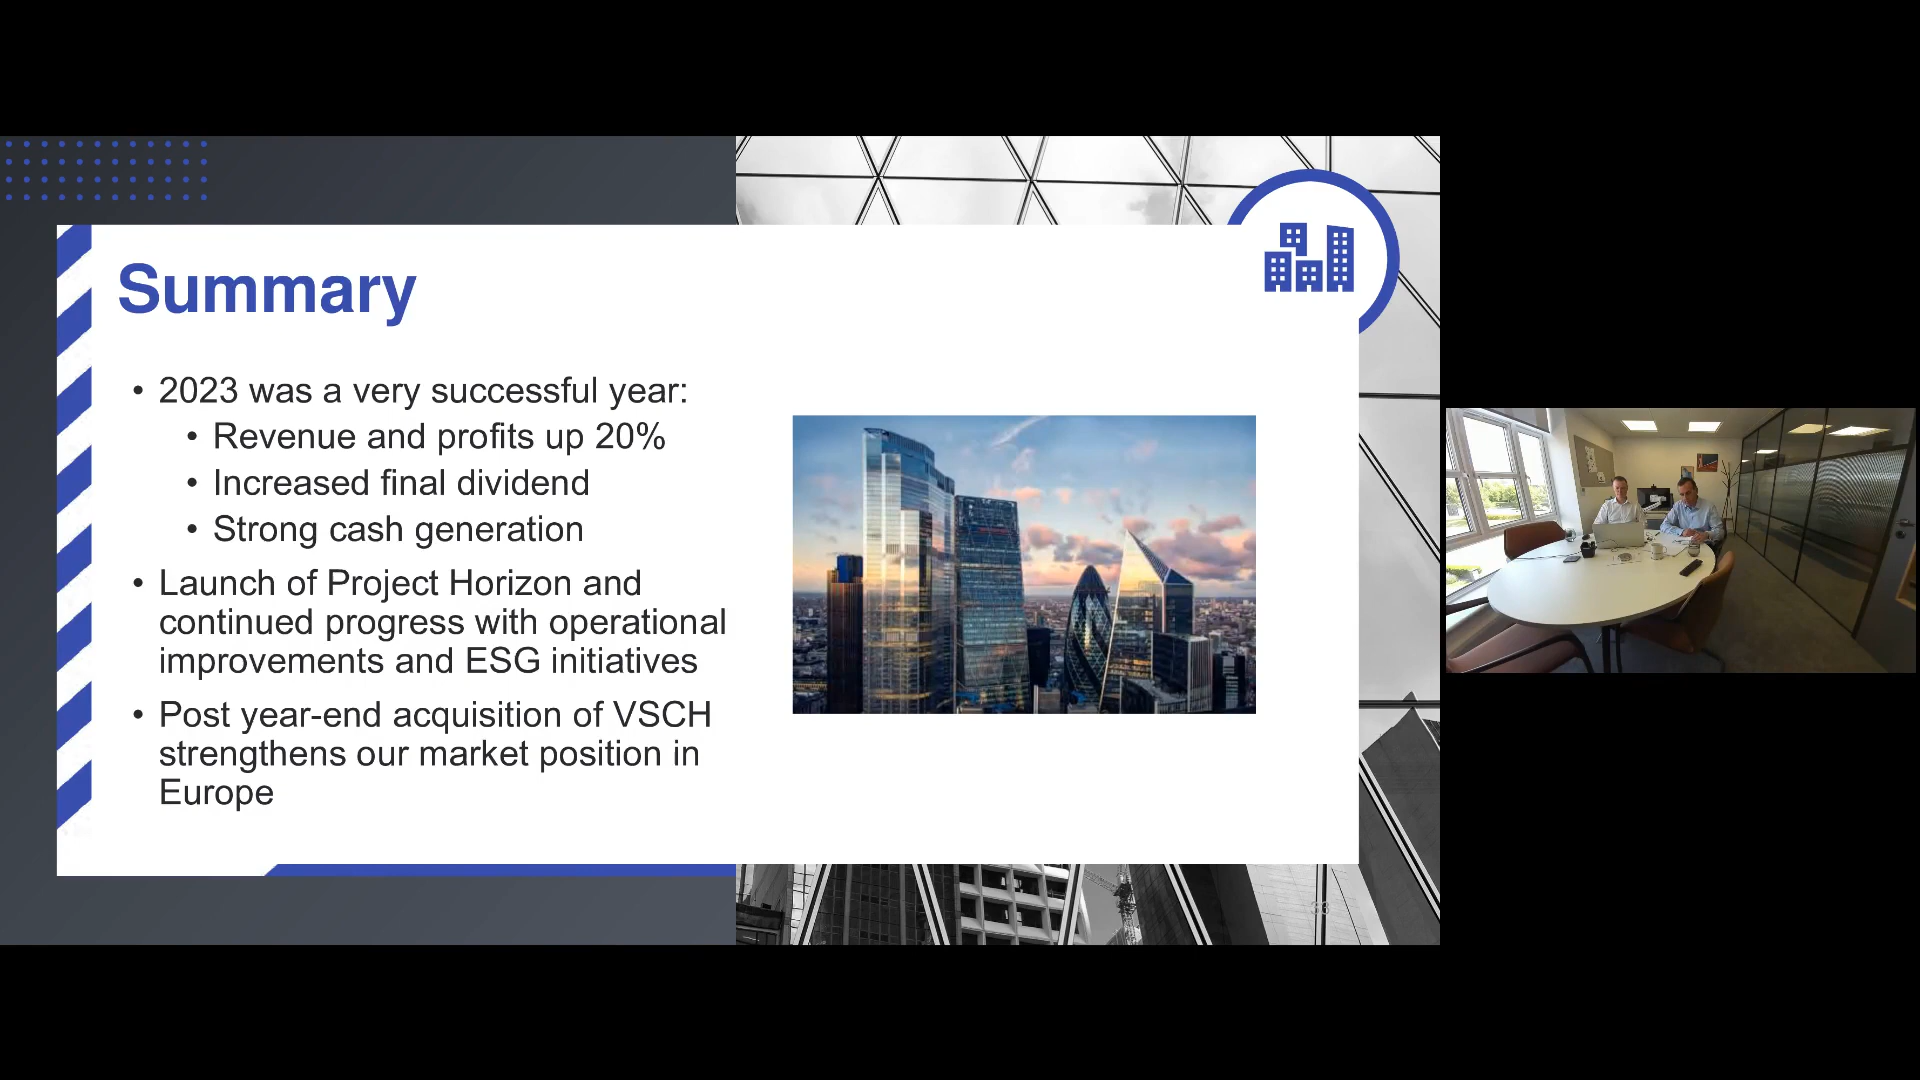 Summary
• 2023 was a very successful year:
• Revenue and profits up 20%
• Increased final dividend
• Strong cash generation
• Launch of Project Horizon and
continued progress with operational
improvements and ESG initiatives
• Post year-end acquisition of VSCH
strengthens our market position in
Europe